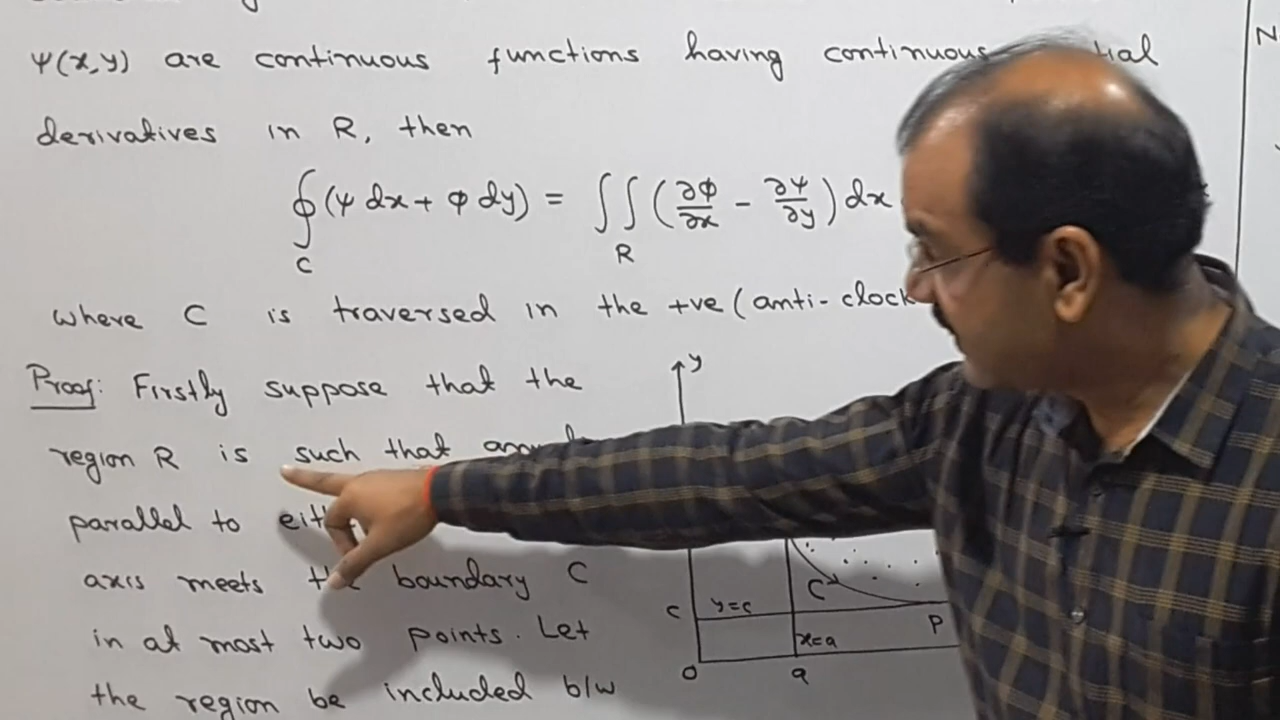 ψ(x,y) are continuous functions having continuous
derivatives in R, then
∮ (ψ dx + φ dy) = ∫∫ (∂φ/∂x - ∂ψ/∂y) dx
C R
where C is traversed in the +ve (anti-clock
Proof: Firstly suppose that the
region R is such that
parallel to
axis meets the boundary C
in at most two points. Let
the region be included b/w
y
C
c y=c
P
x=a
O a